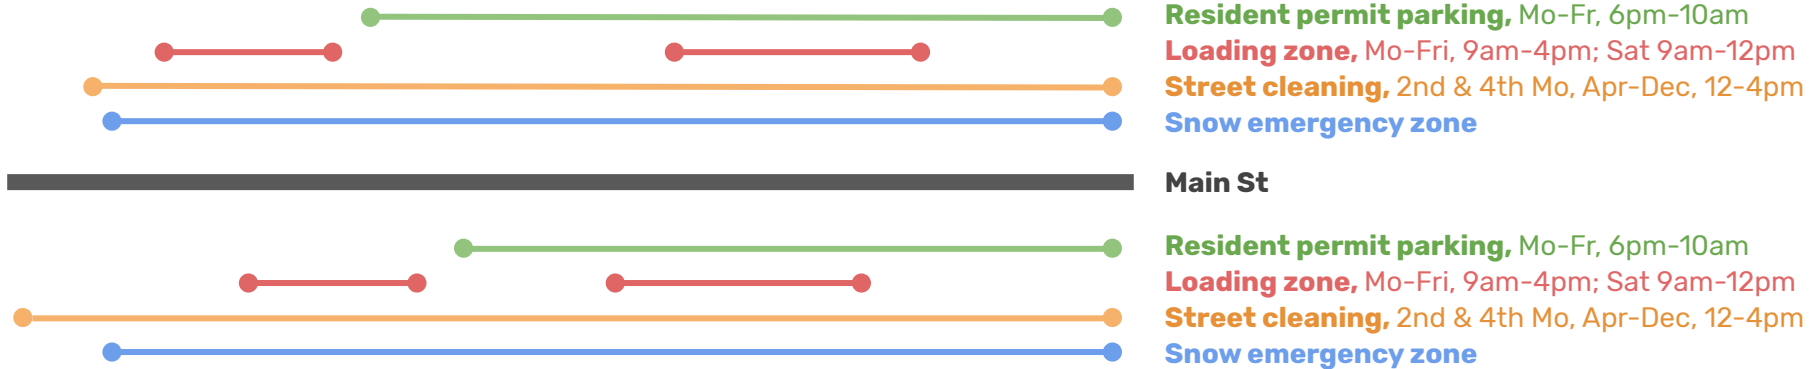 Resident permit parking, Mo-Fr, 6pm-10am
Loading zone, Mo-Fri, 9am-4pm; Sat 9am-12pm
Street cleaning, 2nd & 4th Mo, Apr-Dec, 12-4pm
Snow emergency zone
Main St
Resident permit parking, Mo-Fr, 6pm-10am
Loading zone, Mo-Fri, 9am-4pm; Sat 9am-12pm
Street cleaning, 2nd & 4th Mo, Apr-Dec, 12-4pm
Snow emergency zone